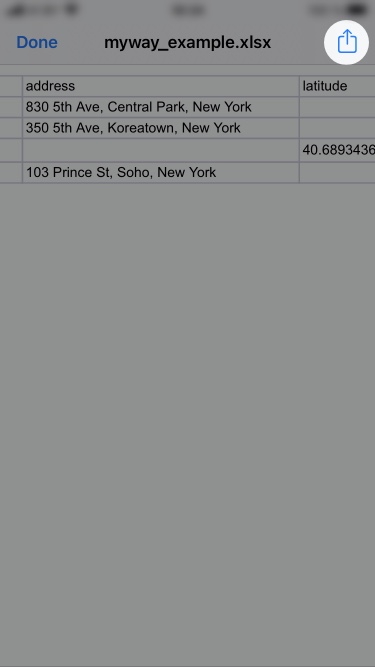 Done myway_example.xlsx
address latitude
830 5th Ave, Central Park, New York
350 5th Ave, Koreatown, New York
40.6893436
103 Prince St, Soho, New York